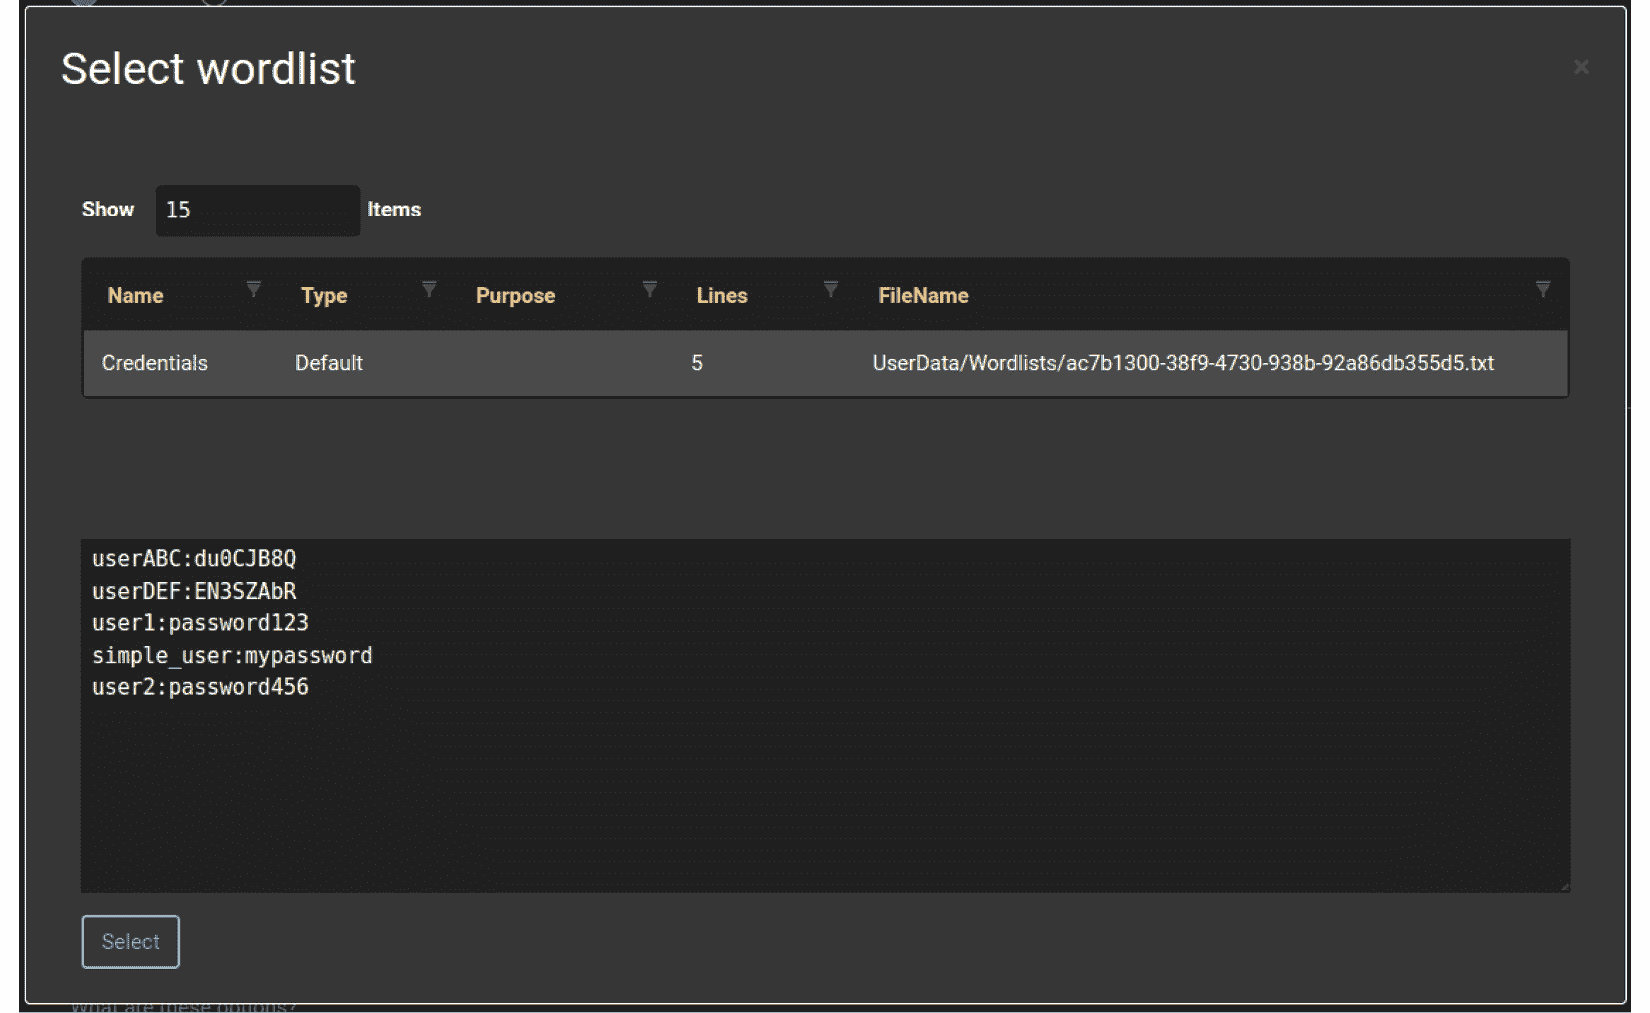 Select wordlist
×
Show 15 Items
Name Type Purpose Lines FileName
Credentials Default 5 UserData/Wordlists/ac7b1300-38f9-4730-938b-92a86db355d5.txt
userABC:du0CJB8Q
userDEF:EN3SZAbR
user1:password123
simple_user:mypassword
user2:password456
Select
What are these options?